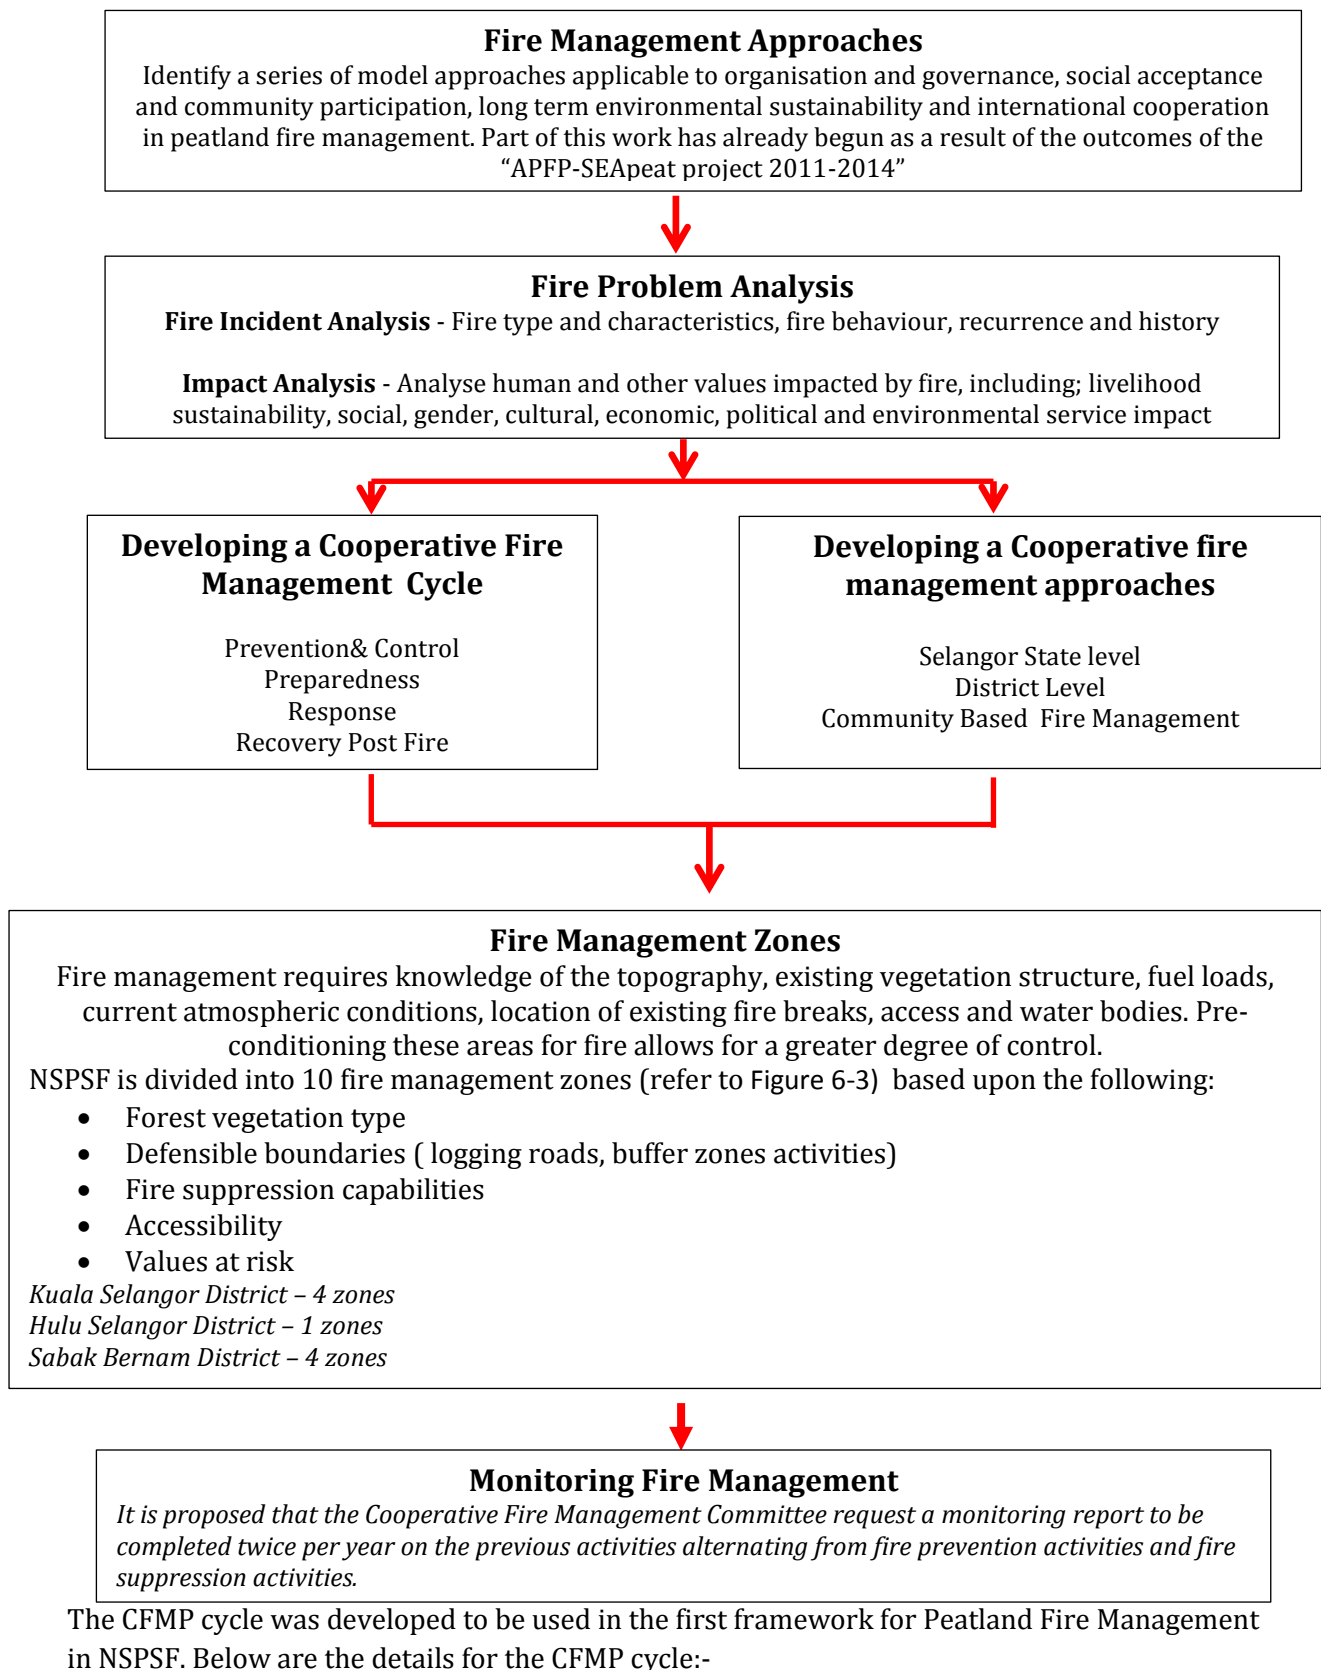 Fire Management Approaches
Identify a series of model approaches applicable to organisation and governance, social acceptance
and community participation, long term environmental sustainability and international cooperation
in peatland fire management. Part of this work has already begun as a result of the outcomes of the
“APFP-SEApeat project 2011-2014”
Fire Problem Analysis
Fire Incident Analysis - Fire type and characteristics, fire behaviour, recurrence and history
Impact Analysis - Analyse human and other values impacted by fire, including; livelihood
sustainability, social, gender, cultural, economic, political and environmental service impact
Developing a Cooperative Fire
Management Cycle
Prevention& Control
Preparedness
Response
Recovery Post Fire
Developing a Cooperative fire
management approaches
Selangor State level
District Level
Community Based Fire Management
Fire Management Zones
Fire management requires knowledge of the topography, existing vegetation structure, fuel loads,
current atmospheric conditions, location of existing fire breaks, access and water bodies. Pre-
conditioning these areas for fire allows for a greater degree of control.
NSPSF is divided into 10 fire management zones (refer to Figure 6-3) based upon the following:
• Forest vegetation type
• Defensible boundaries ( logging roads, buffer zones activities)
• Fire suppression capabilities
• Accessibility
• Values at risk
Kuala Selangor District – 4 zones
Hulu Selangor District – 1 zones
Sabak Bernam District – 4 zones
Monitoring Fire Management
It is proposed that the Cooperative Fire Management Committee request a monitoring report to be
completed twice per year on the previous activities alternating from fire prevention activities and fire
suppression activities.
The CFMP cycle was developed to be used in the first framework for Peatland Fire Management
in NSPSF. Below are the details for the CFMP cycle:-